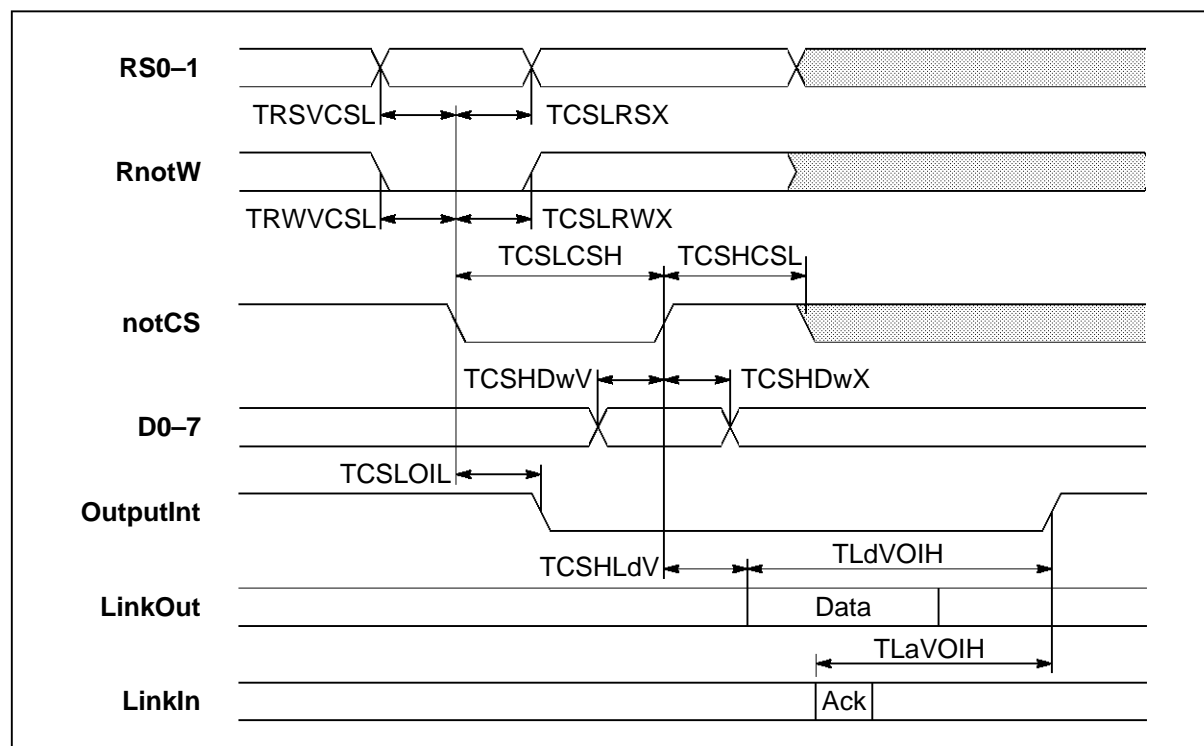 RS0–1
TRSVCSL TCSLRSX
RnotW
TRWVCSL TCSLRWX
TCSLCSH TCSHCSL
notCS
TCSHDwV TCSHDwX
D0–7
TCSLOIL
OutputInt
TCSHLdV TLdVOIH
LinkOut Data
TLaVOIH
LinkIn Ack